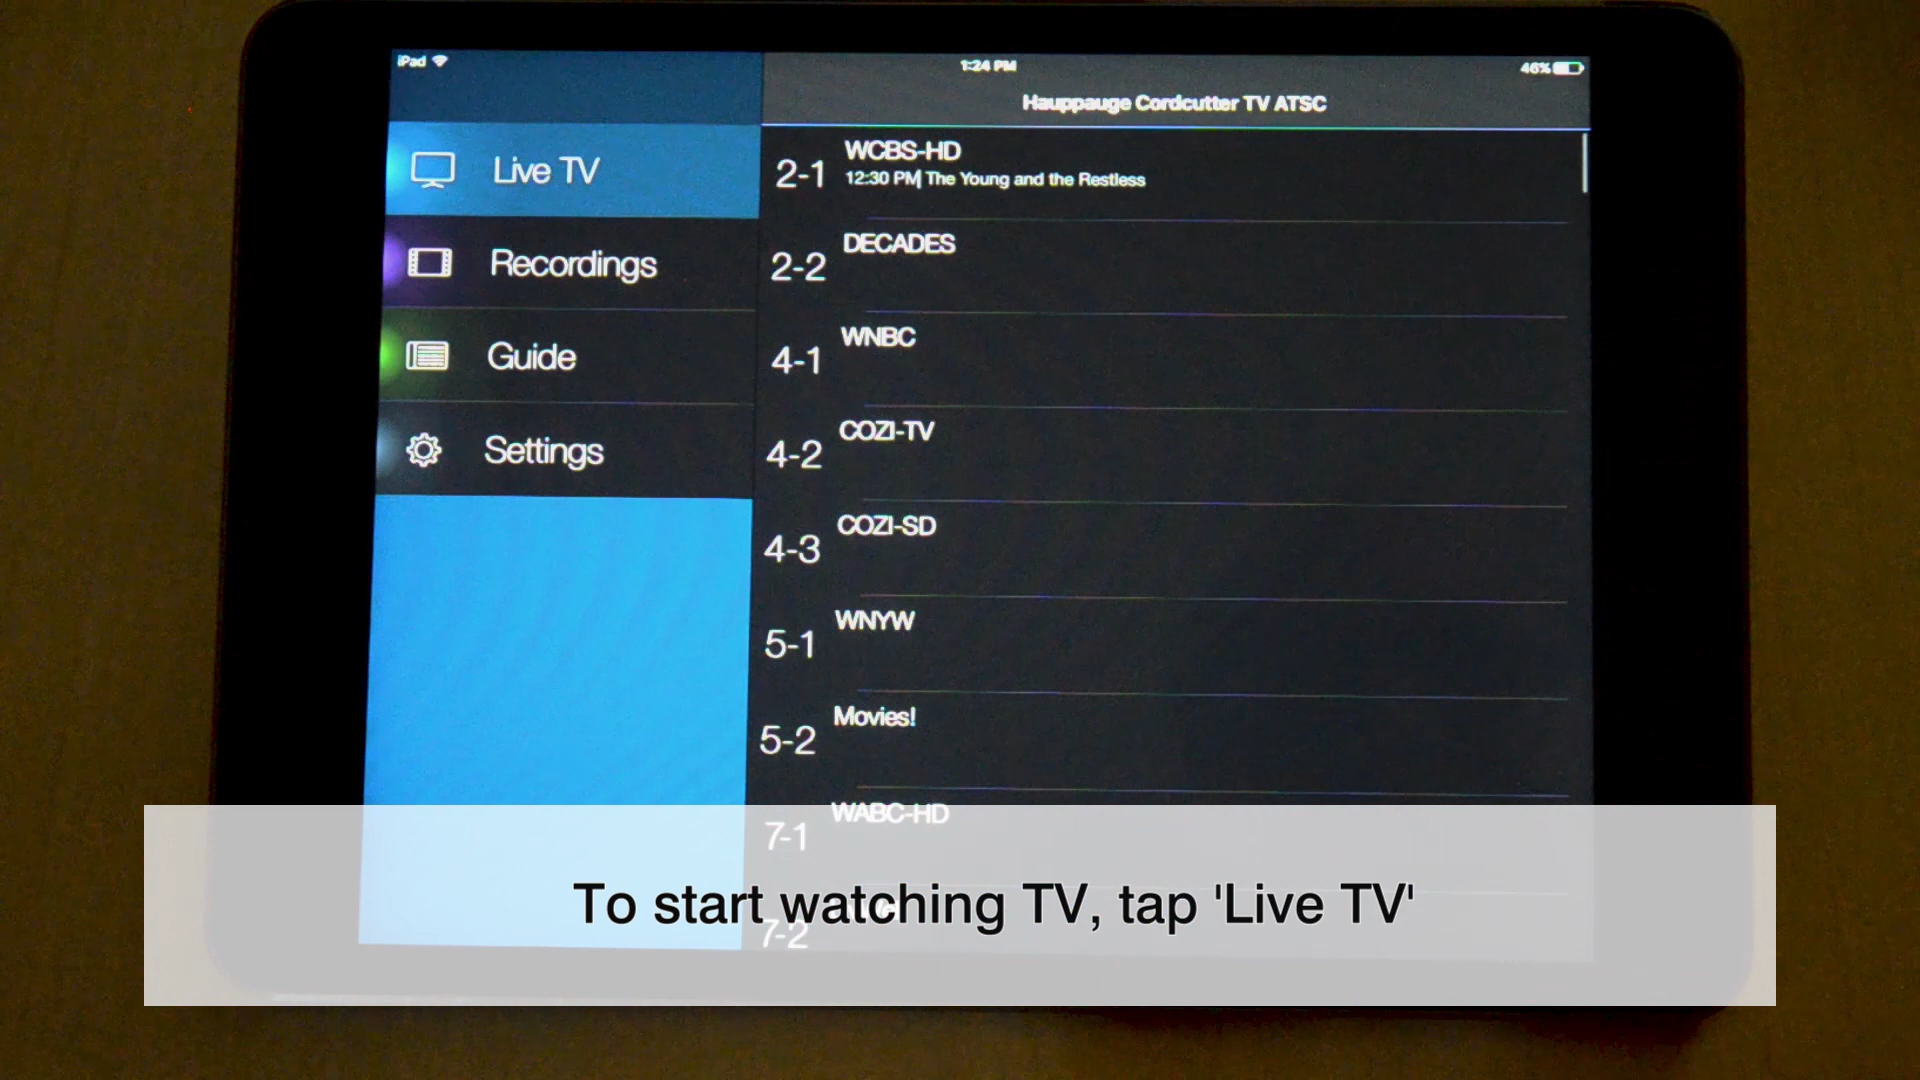 iPad
1:24 PM
46%
Hauppauge Cordcutter TV ATSC
Live TV
Recordings
Guide
Settings
2-1
WCBS-HD
12:30 PM| The Young and the Restless
2-2
DECADES
4-1
WNBC
4-2
COZI-TV
4-3
COZI-SD
5-1
WNYW
5-2
Movies!
7-1
WABC-HD
7-2
To start watching TV, tap 'Live TV'